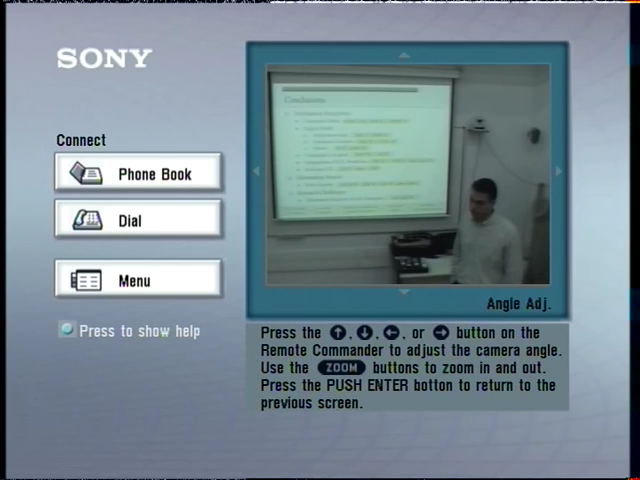 SONY
Connect
Phone Book
Dial
Menu
Press to show help
Conclusions
Angle Adj.
Press the , , , or button on the
Remote Commander to adjust the camera angle.
Use the ZOOM buttons to zoom in and out.
Press the PUSH ENTER botton to return to the
previous screen.